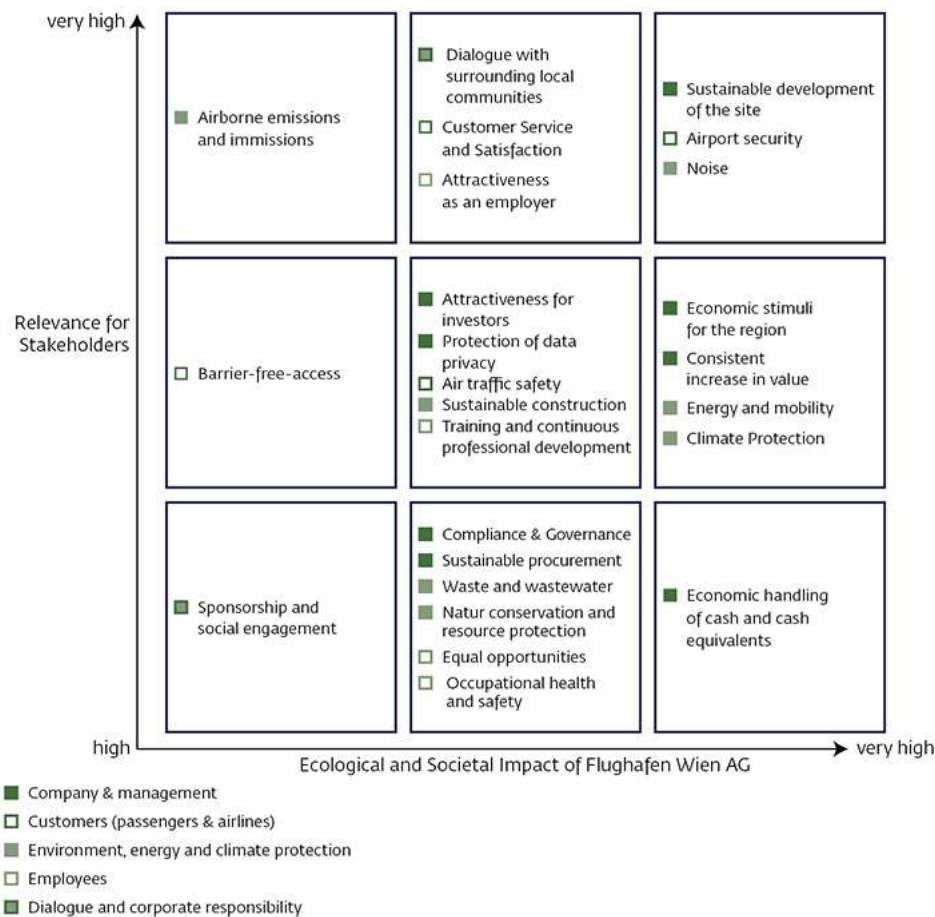 very high
Airborne emissions
and immissions
Dialogue with
surrounding local
communities
Customer Service
and Satisfaction
Attractiveness
as an employer
Sustainable development
of the site
Airport security
Noise
Relevance for
Stakeholders
Barrier-free-access
Attractiveness for
investors
Protection of data
privacy
Air traffic safety
Sustainable construction
Training and continuous
professional development
Economic stimuli
for the region
Consistent
increase in value
Energy and mobility
Climate Protection
Sponsorship and
social engagement
Compliance & Governance
Sustainable procurement
Waste and wastewater
Natur conservation and
resource protection
Equal opportunities
Occupational health
and safety
Economic handling
of cash and cash
equivalents
high
very high
Ecological and Societal Impact of Flughafen Wien AG
Company & management
Customers (passengers & airlines)
Environment, energy and climate protection
Employees
Dialogue and corporate responsibility